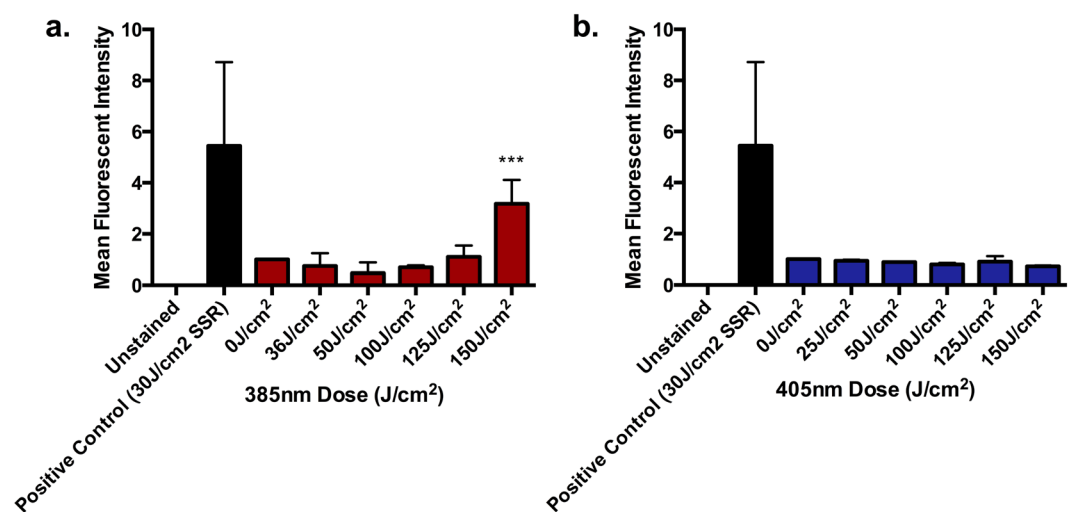 a.
Mean Fluorescent Intensity
10
8
6
4
2
0
***
Unstained
Positive Control (30J/cm2 SSR)
0J/cm²
36J/cm²
50J/cm²
100J/cm²
125J/cm²
150J/cm²
385nm Dose (J/cm²)
b.
Mean Fluorescent Intensity
10
8
6
4
2
0
Unstained
Positive Control (30J/cm2 SSR)
0J/cm²
25J/cm²
50J/cm²
100J/cm²
125J/cm²
150J/cm²
405nm Dose (J/cm²)